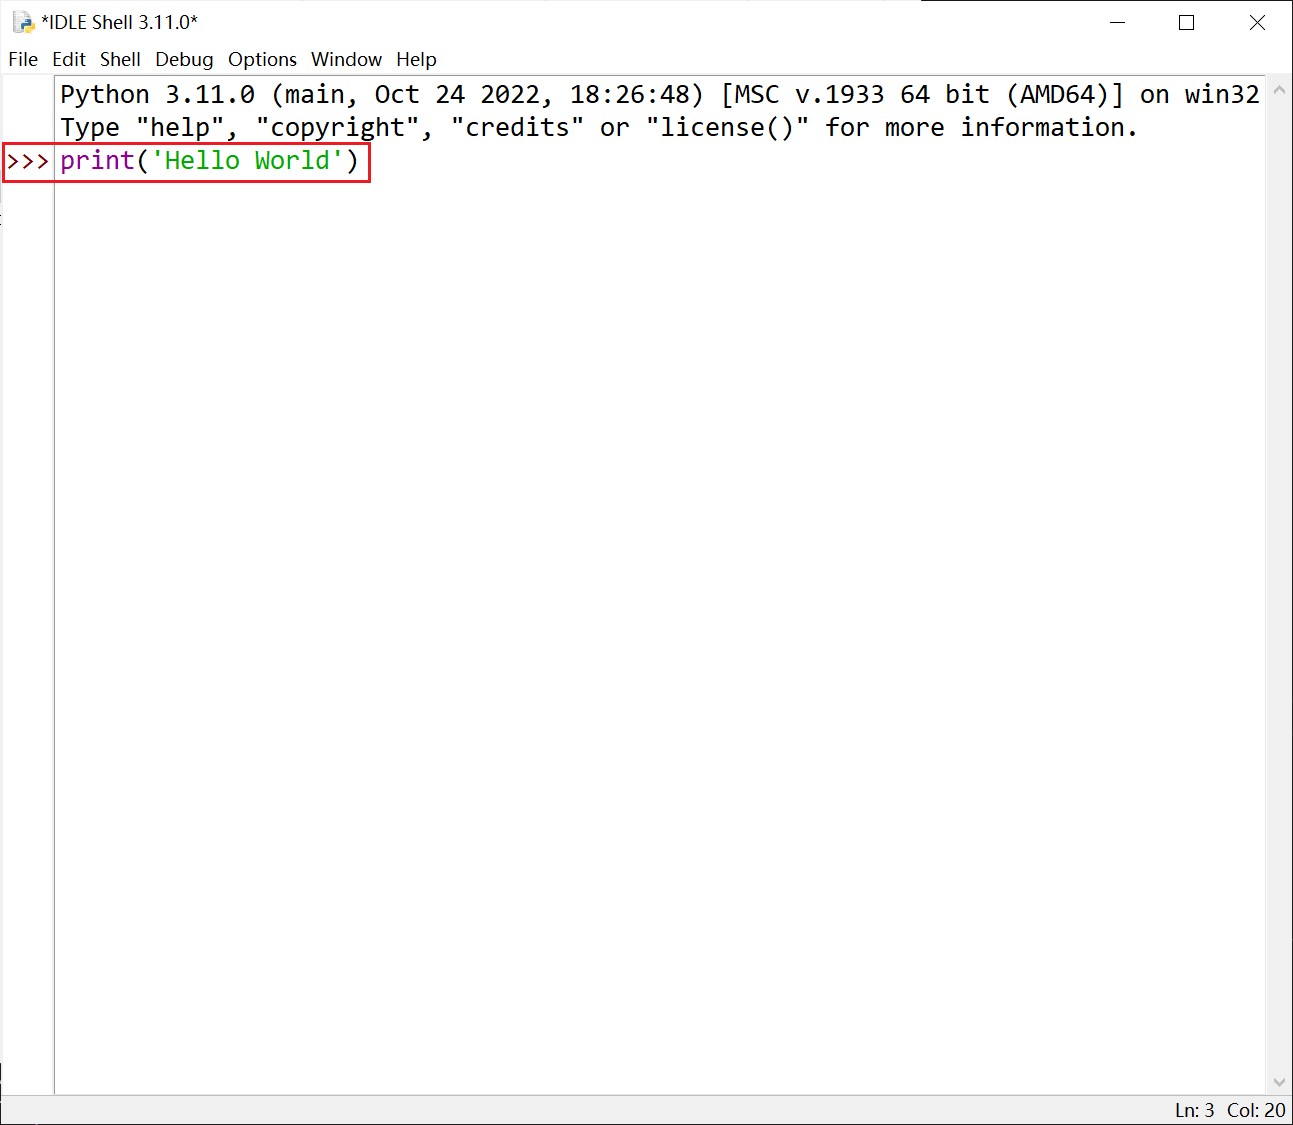 *IDLE Shell 3.11.0*
File Edit Shell Debug Options Window Help
Python 3.11.0 (main, Oct 24 2022, 18:26:48) [MSC v.1933 64 bit (AMD64)] on win32
Type "help", "copyright", "credits" or "license()" for more information.
>>> print('Hello World')
Ln: 3 Col: 20